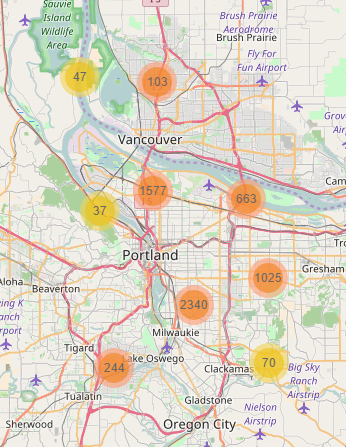 Sauvie
Island
Wildlife
Area
Brush Prairie
Aerodrome
Brush Prairie
Fly For
Fun Airport
47
103
Vancouver
1577
663
37
Portland
1025
Gresham
Aloha
Beaverton
2340
Milwaukie
Tigard
Lake Oswego
244
70
Clackamas
Big Sky
Ranch
Airstrip
Tualatin
Gladstone
Nielson
Airstrip
Sherwood
Oregon City